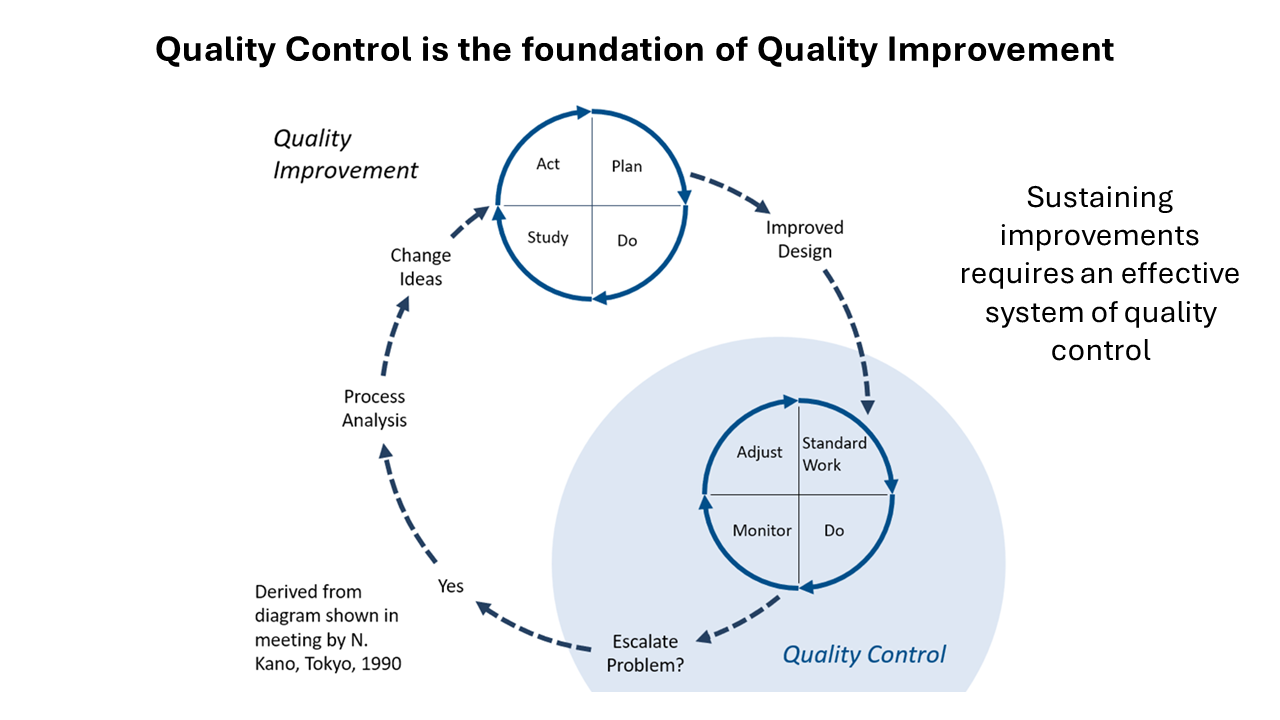 Quality Control is the foundation of Quality Improvement
Quality
Improvement
Act
Plan
Study
Do
Improved
Design
Change
Ideas
Sustaining
improvements
requires an effective
system of quality
control
Process
Analysis
Adjust
Standard
Work
Monitor
Do
Yes
Escalate
Problem?
Quality Control
Derived from
diagram shown in
meeting by N.
Kano, Tokyo, 1990